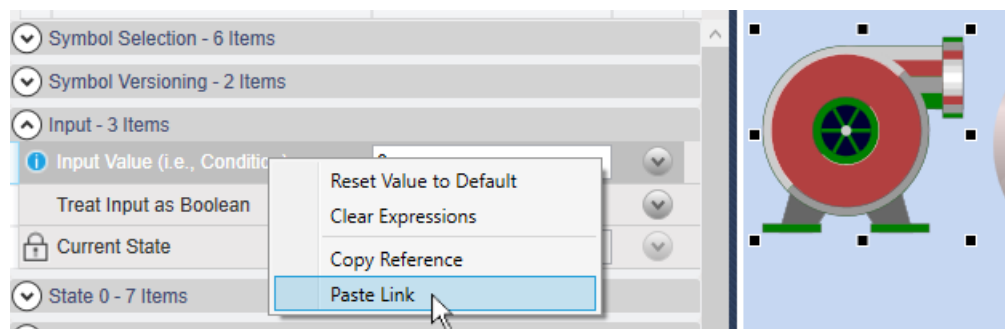 Symbol Selection - 6 Items
Symbol Versioning - 2 Items
Input - 3 Items
Input Value (i.e., Condition)
Reset Value to Default
Treat Input as Boolean
Clear Expressions
Current State
Copy Reference
State 0 - 7 Items
Paste Link